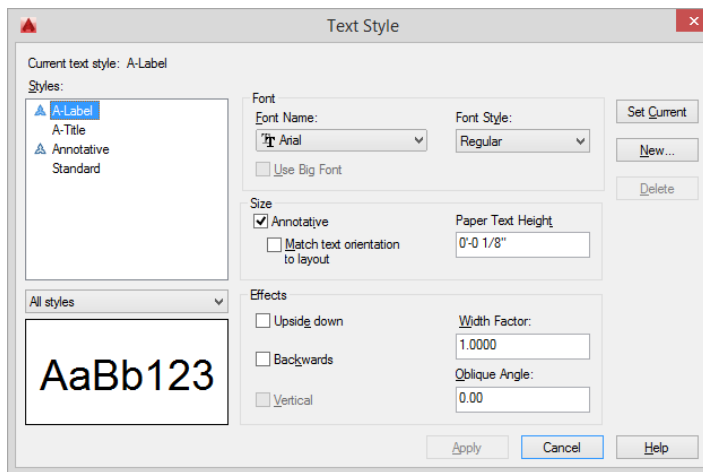 Text Style
Current text style: A-Label
Styles:
A-Label
A-Title
Annotative
Standard
All styles
AaBb123
Font
Font Name:
Arial
Font Style:
Regular
Use Big Font
Size
Annotative
Match text orientation
to layout
Paper Text Height
0'-0 1/8"
Effects
Upside down
Backwards
Vertical
Width Factor:
1.0000
Oblique Angle:
0.00
Set Current
New...
Delete
Apply
Cancel
Help